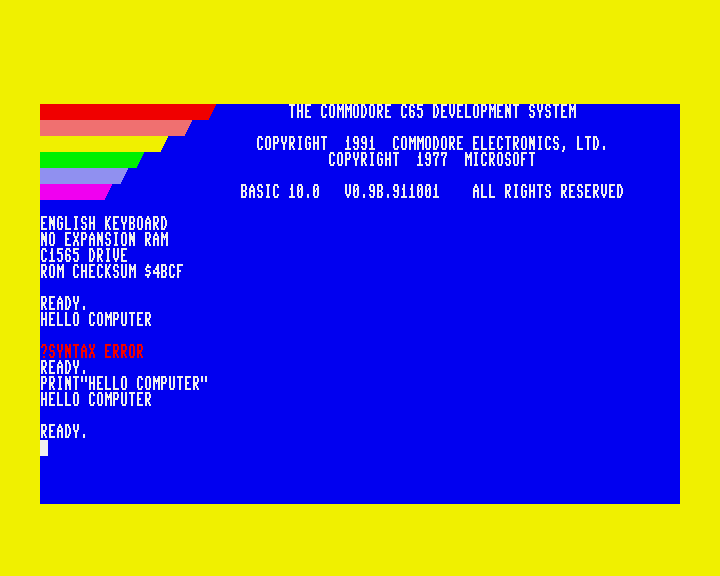 THE COMMODORE C65 DEVELOPMENT SYSTEM
COPYRIGHT  1991  COMMODORE ELECTRONICS, LTD.
COPYRIGHT  1977  MICROSOFT
BASIC 10.0   V0.9B.911001    ALL RIGHTS RESERVED
ENGLISH KEYBOARD
NO EXPANSION RAM
C1565 DRIVE
ROM CHECKSUM $4BCF
READY.
HELLO COMPUTER
?SYNTAX ERROR
READY.
PRINT"HELLO COMPUTER"
HELLO COMPUTER
READY.